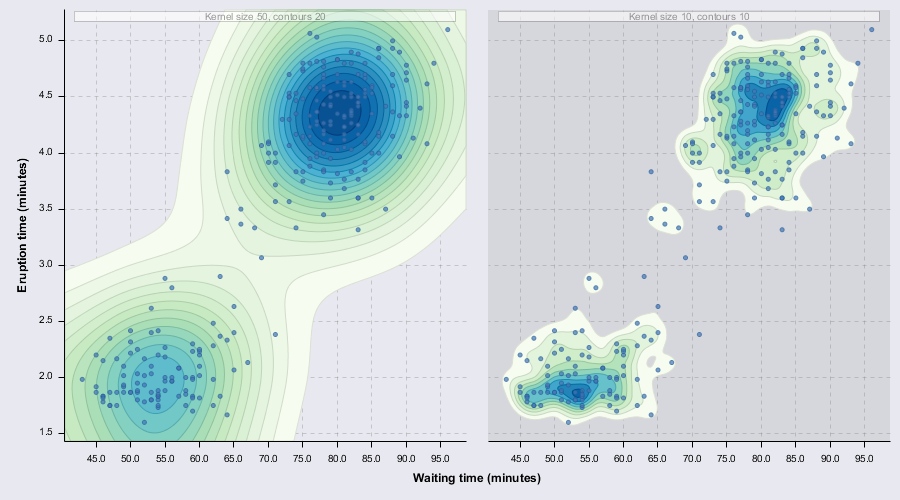 Kernel size 50, contours 20
Kernel size 10, contours 10
5.0
4.5
4.0
3.5
3.0
2.5
2.0
1.5
Eruption time (minutes)
45.0 50.0 55.0 60.0 65.0 70.0 75.0 80.0 85.0 90.0 95.0
45.0 50.0 55.0 60.0 65.0 70.0 75.0 80.0 85.0 90.0 95.0
Waiting time (minutes)